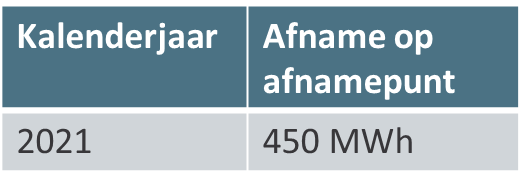 Kalenderjaar
Afname op
afnamepunt
2021
450 MWh